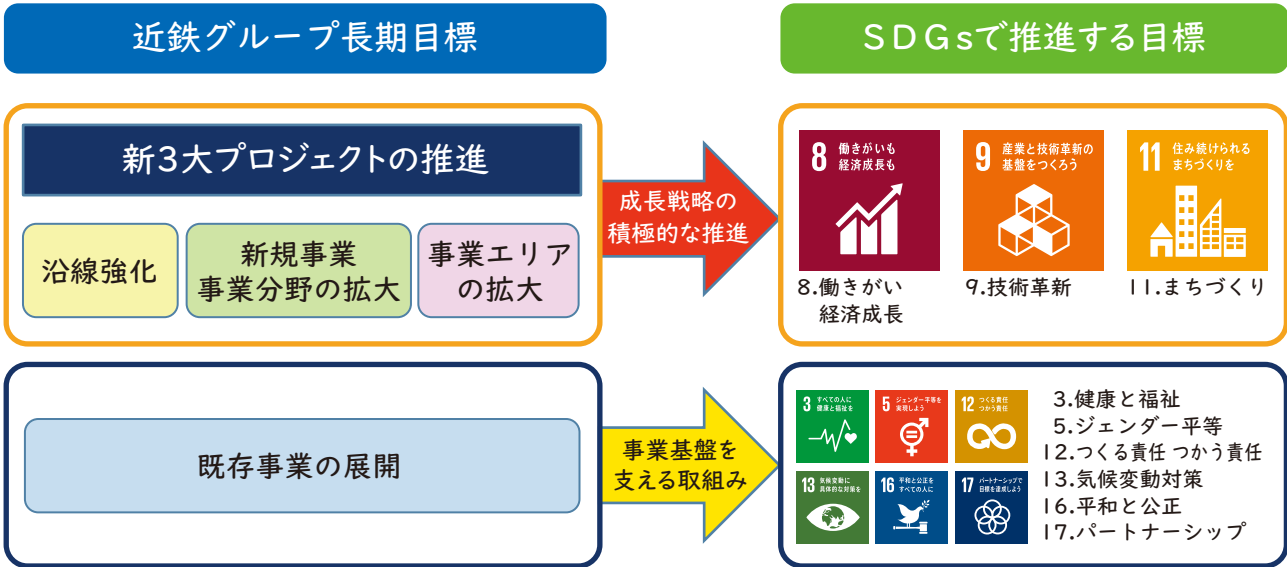 近鉄グループ長期目標
SDGsで推進する目標
新3大プロジェクトの推進
沿線強化
新規事業
事業分野の拡大
事業エリア
の拡大
成長戦略の
積極的な推進
8 働きがいも
経済成長も
9 産業と技術革新の
基盤をつくろう
11 住み続けられる
まちづくりを
8.働きがい
経済成長
9.技術革新
11.まちづくり
既存事業の展開
事業基盤を
支える取組み
3 すべての人に
健康と福祉を
5 ジェンダー平等を
実現しよう
12 つくる責任
つかう責任
13 気候変動に
具体的な対策を
16 平和と公正を
すべての人に
17 パートナーシップで
目標を達成しよう
3.健康と福祉
5.ジェンダー平等
12.つくる責任 つかう責任
13.気候変動対策
16.平和と公正
17.パートナーシップ